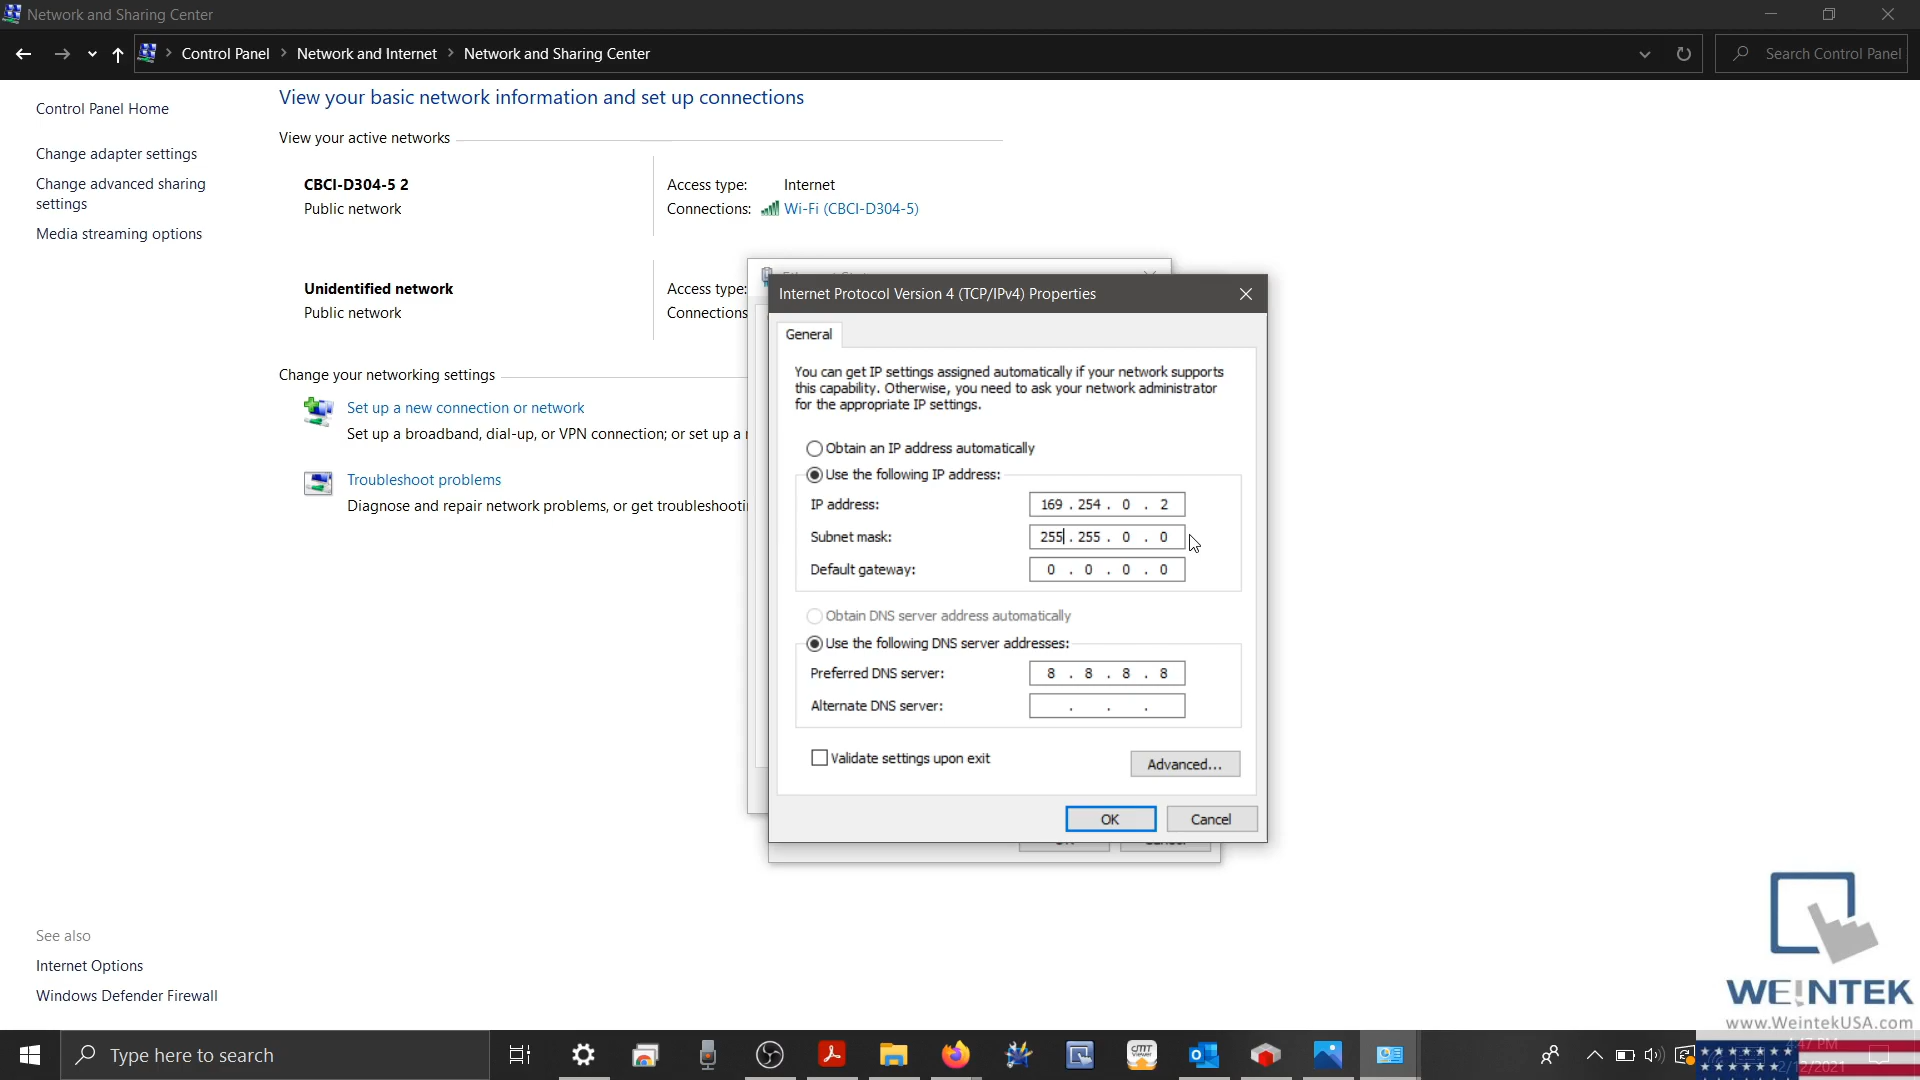 Network and Sharing Center
Control Panel > Network and Internet > Network and Sharing Center
Search Control Panel
Control Panel Home
Change adapter settings
Change advanced sharing
settings
Media streaming options
View your basic network information and set up connections
View your active networks
CBCI-D304-5 2
Public network
Access type: Internet
Connections: Wi-Fi (CBCI-D304-5)
Unidentified network
Public network
Access type:
Connections
Change your networking settings
Set up a new connection or network
Set up a broadband, dial-up, or VPN connection; or set up a
Troubleshoot problems
Diagnose and repair network problems, or get
Internet Protocol Version 4 (TCP/IPv4) Properties
General
You can get IP settings assigned automatically if your network supports
this capability. Otherwise, you need to ask your network administrator
for the appropriate IP settings.
Obtain an IP address automatically
Use the following IP address:
IP address: 169 . 254 . 0 . 2
Subnet mask: 255 . 255 . 0 . 0
Default gateway: 0 . 0 . 0 . 0
Obtain DNS server address automatically
Use the following DNS server addresses:
Preferred DNS server: 8 . 8 . 8 . 8
Alternate DNS server: . . .
Validate settings upon exit
Advanced...
OK
Cancel
See also
Internet Options
Windows Defender Firewall
WE!NTEK
www.WeintekUSA.com
Type here to search
cMT
Viewer
4:47 PM
2/12/2021